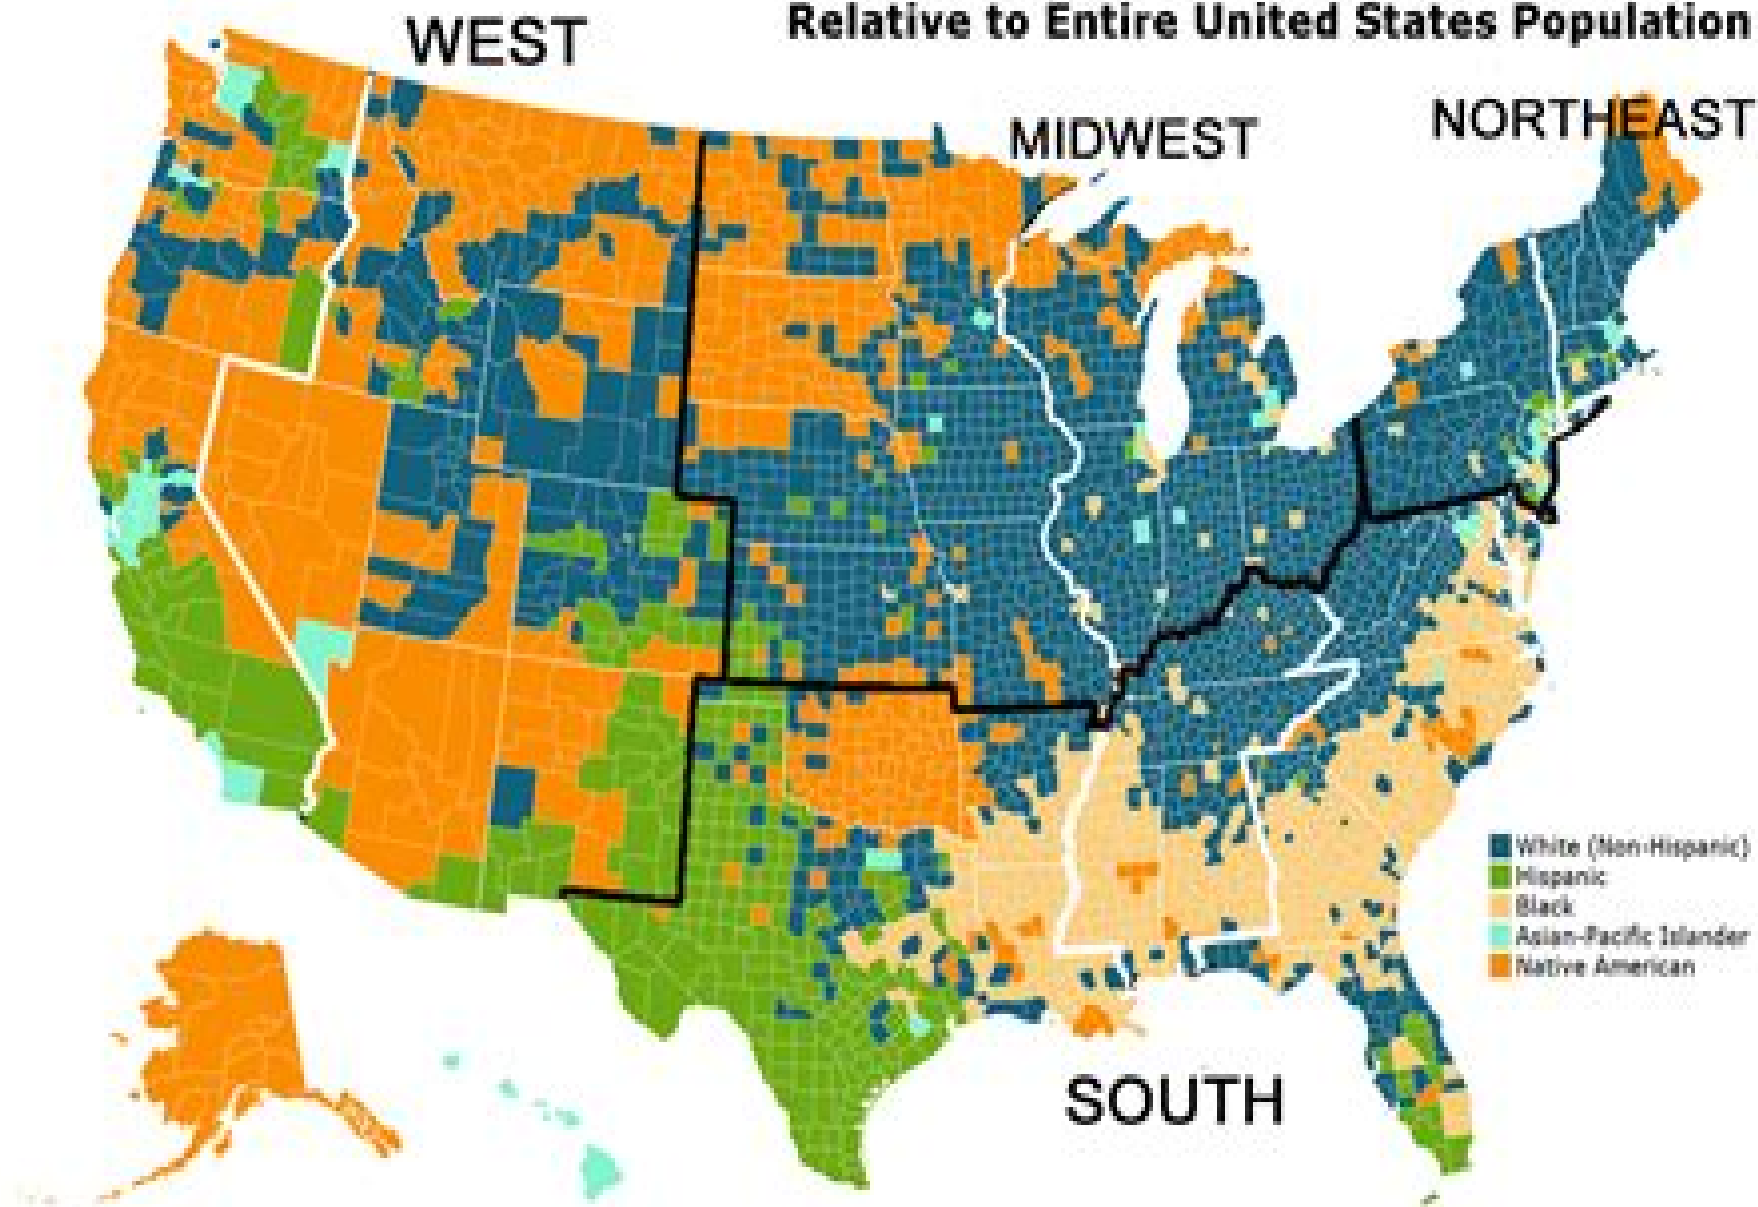 Relative to Entire United States Population
WEST
MIDWEST
NORTHEAST
SOUTH
White (Non-Hispanic)
Hispanic
Black
Asian-Pacific Islander
Native American